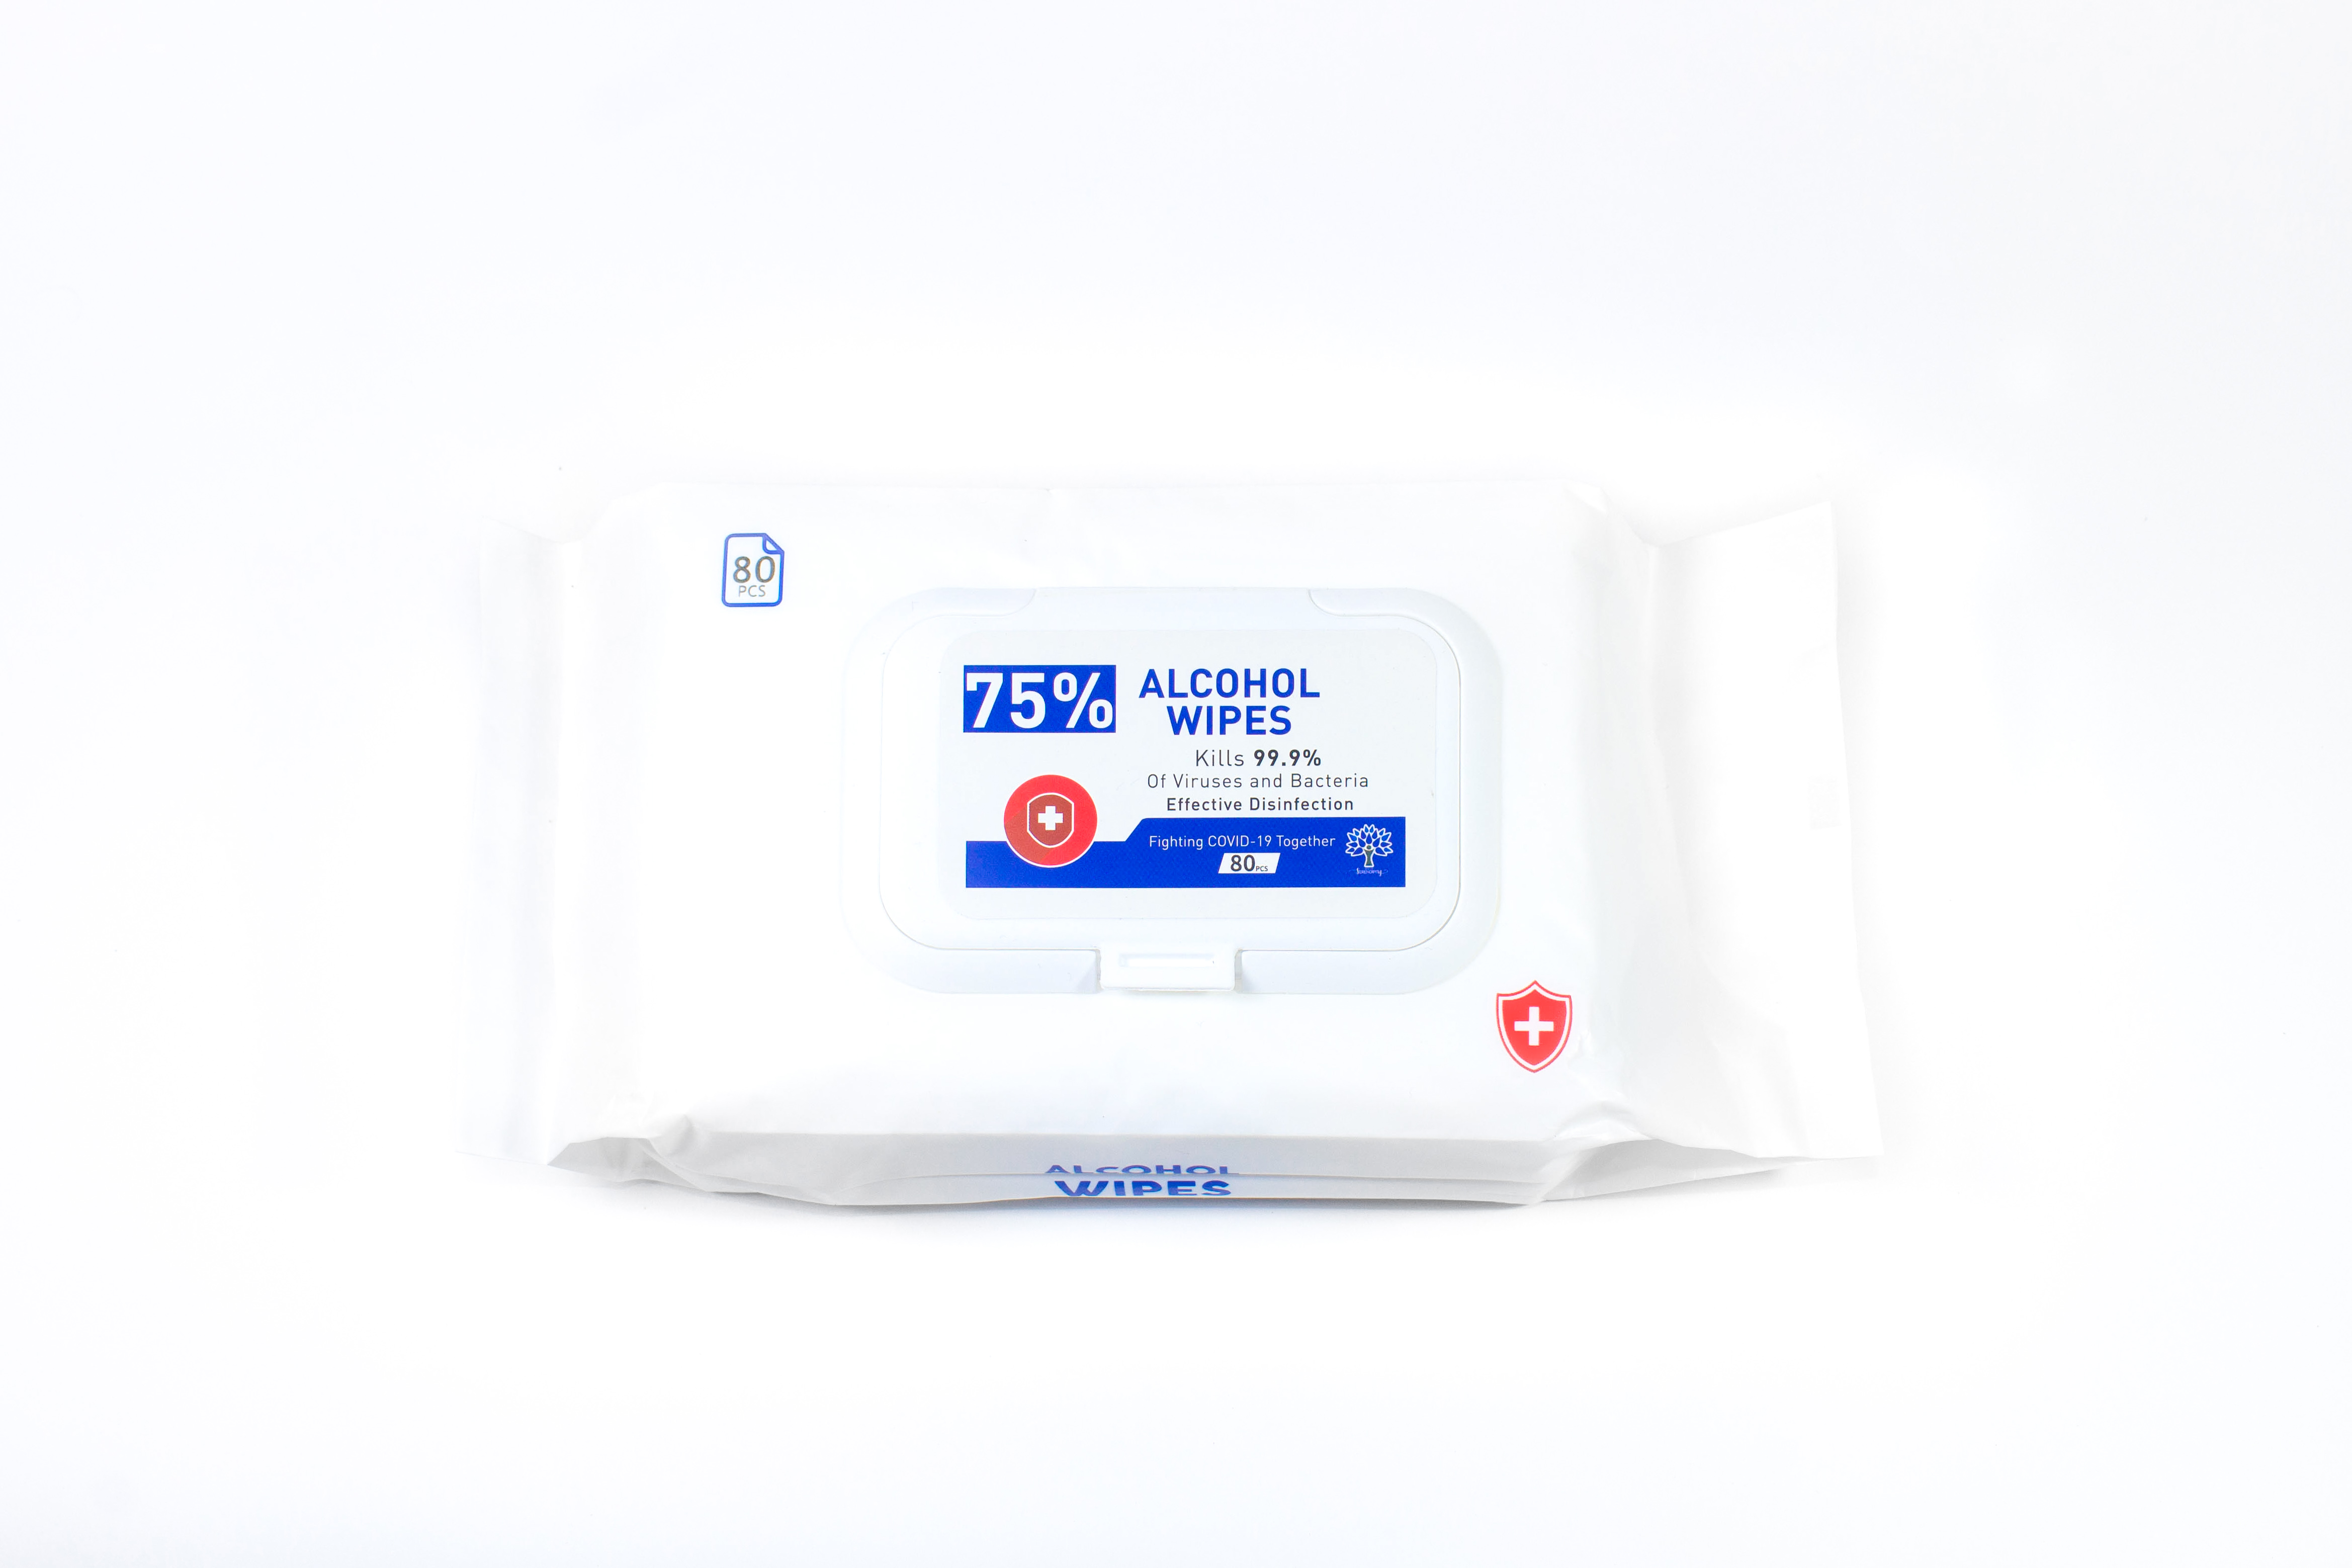 80
PCS
75% ALCOHOL
WIPES
Kills 99.9%
Of Viruses and Bacteria
Effective Disinfection
Fighting COVID-19 Together
80PCS
ALCOHOL
WIPES